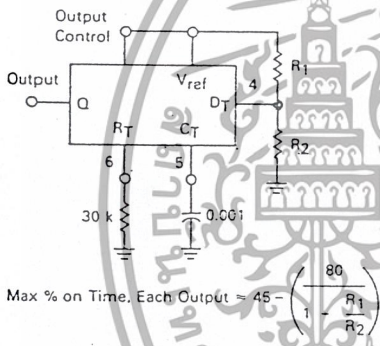 Output
Control
Output
Q
Vref
4
DT
R1
RT
CT
R2
6
5
30 k
0.001
Max % on Time, Each Output = 45 - (80 / (1 - R1/R2))